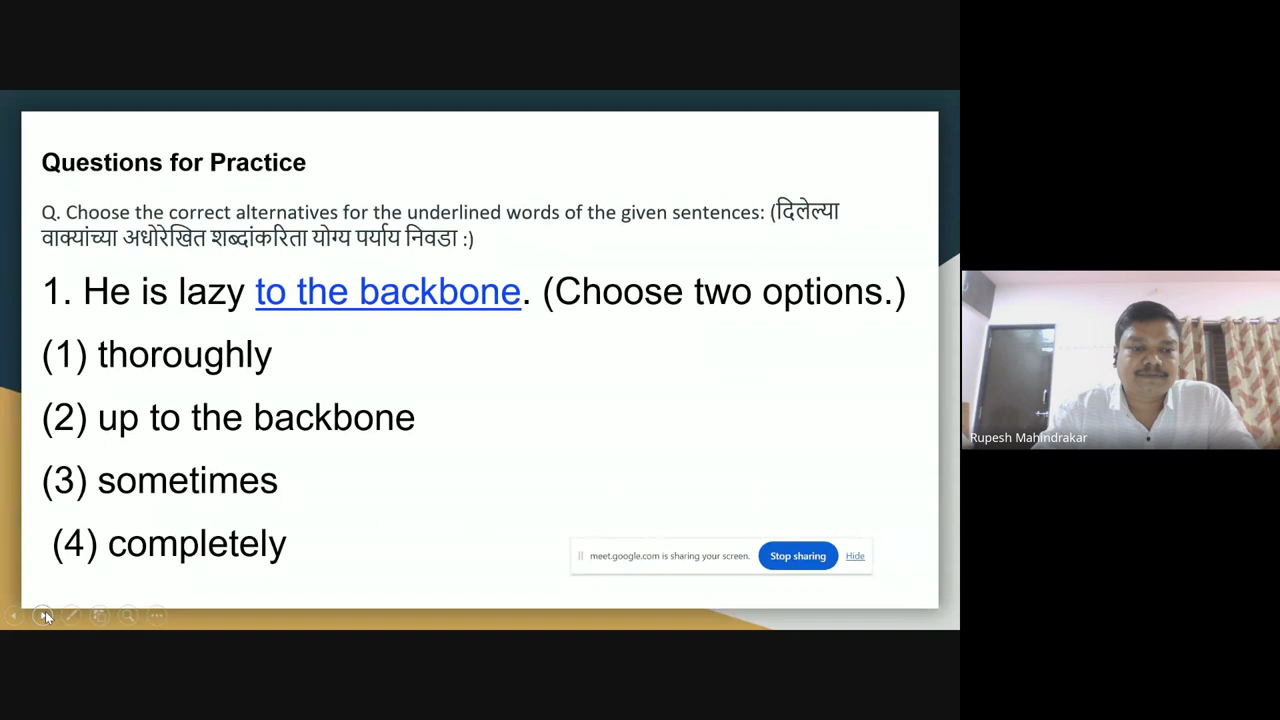 Questions for Practice
Q. Choose the correct alternatives for the underlined words of the given sentences: (दिलेल्या
वाक्यांच्या अधोरेखित शब्दांकरिता योग्य पर्याय निवडा :)
1. He is lazy to the backbone. (Choose two options.)
(1) thoroughly
(2) up to the backbone
(3) sometimes
(4) completely
meet.google.com is sharing your screen. Stop sharing Hide
Rupesh Mahindrakar